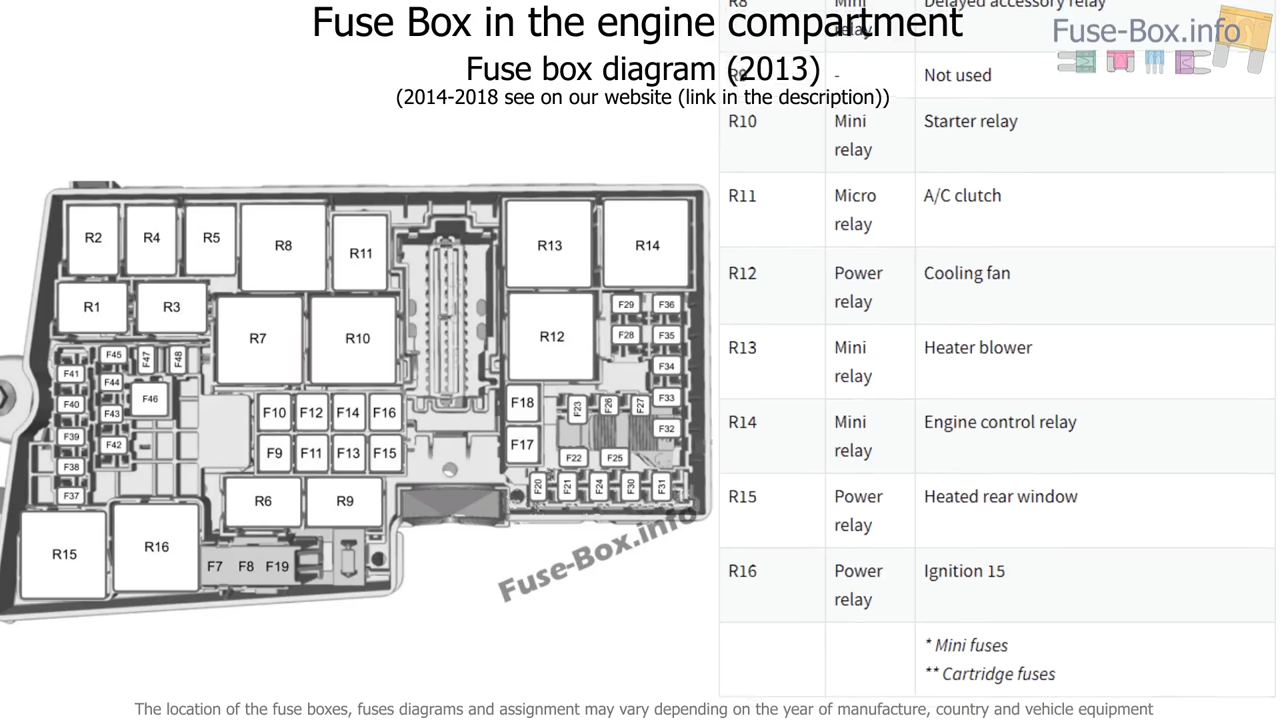 Fuse Box in the engine compartment
Fuse box diagram (2013)
(2014-2018 see on our website (link in the description))
Fuse-Box.info
R8 Mini relay Delayed accessory relay
R9 - Not used
R10 Mini relay Starter relay
R11 Micro relay A/C clutch
R12 Power relay Cooling fan
R13 Mini relay Heater blower
R14 Mini relay Engine control relay
R15 Power relay Heated rear window
R16 Power relay Ignition 15
* Mini fuses
** Cartridge fuses
R2 R4 R5 R8 R11 R13 R14
R1 R3 R7 R10 R12
F29 F36
F28 F35
F34
F33
F32
F45 F47 F48
F41 F44 F46
F40 F43
F39 F42
F38
F37
F10 F12 F14 F16 F18
F9 F11 F13 F15 F17
F23 F26 F27
F22 F25
F20 F21 F24 F30 F31
R6 R9
R15 R16 F7 F8 F19
Fuse-Box.info
The location of the fuse boxes, fuses diagrams and assignment may vary depending on the year of manufacture, country and vehicle equipment